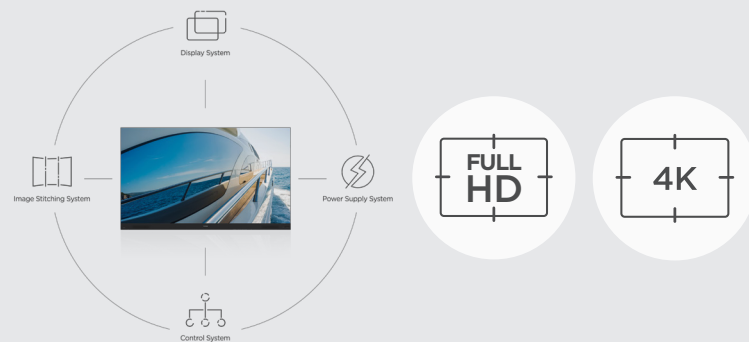 Display System
Image Stitching System
Power Supply System
Control System
FULL
HD
4K